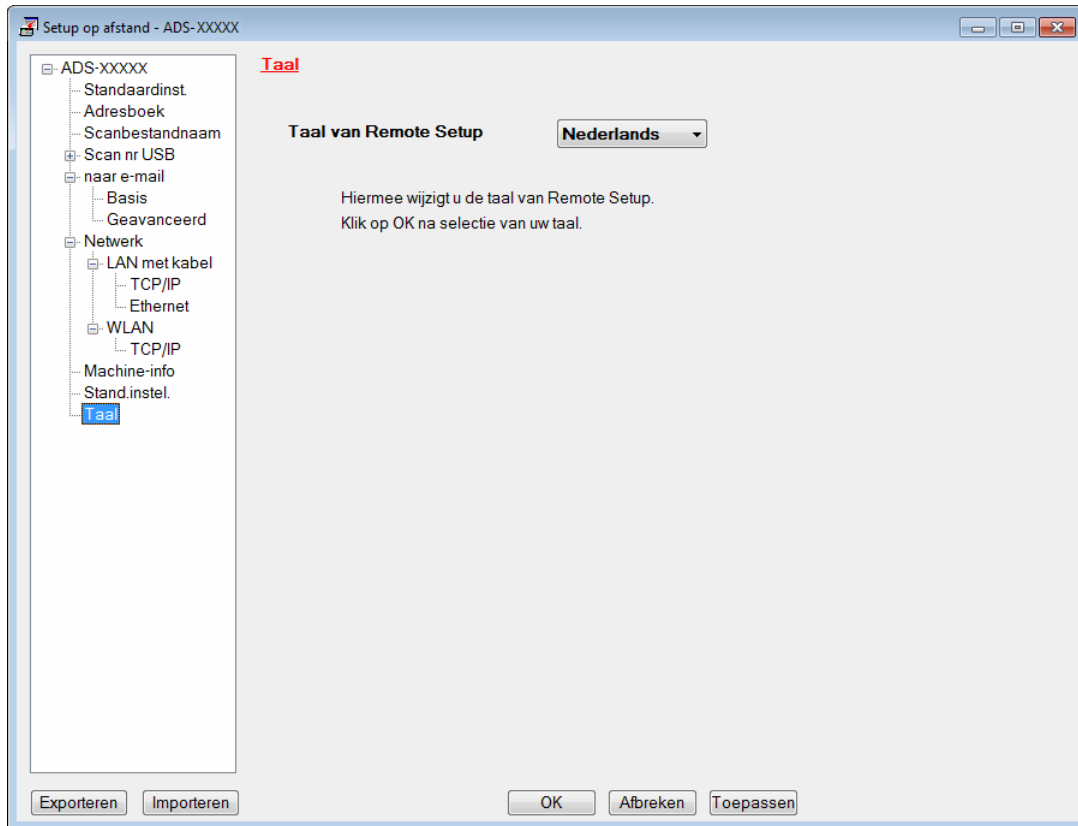 Setup op afstand - ADS-XXXXX
ADS-XXXXX
Standaardinst.
Adresboek
Scanbestandnaam
Scan nr USB
naar e-mail
Basis
Geavanceerd
Netwerk
LAN met kabel
TCP/IP
Ethernet
WLAN
TCP/IP
Machine-info
Stand.instel.
Taal
Taal
Taal van Remote Setup
Nederlands
Hiermee wijzigt u de taal van Remote Setup.
Klik op OK na selectie van uw taal.
Exporteren
Importeren
OK
Afbreken
Toepassen